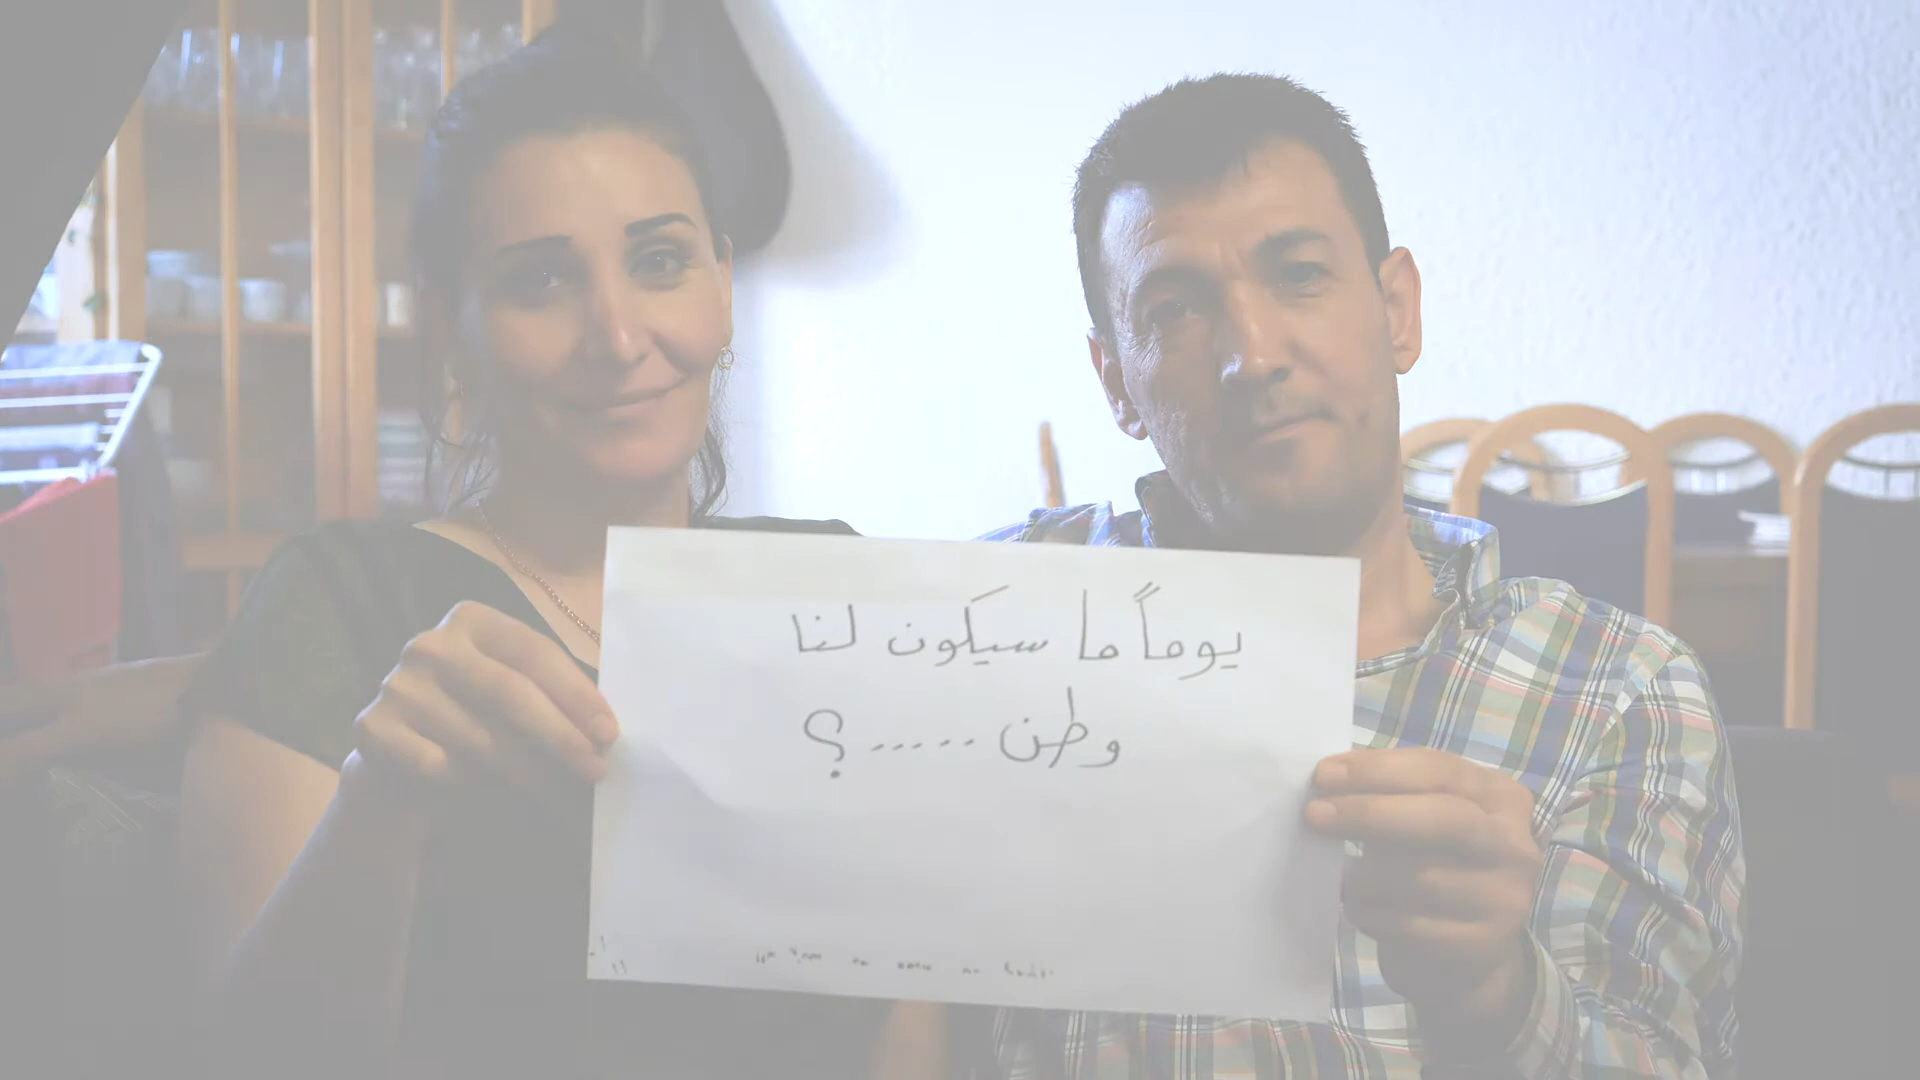 يوماً ما سيكون لنا
وطن ..... ؟